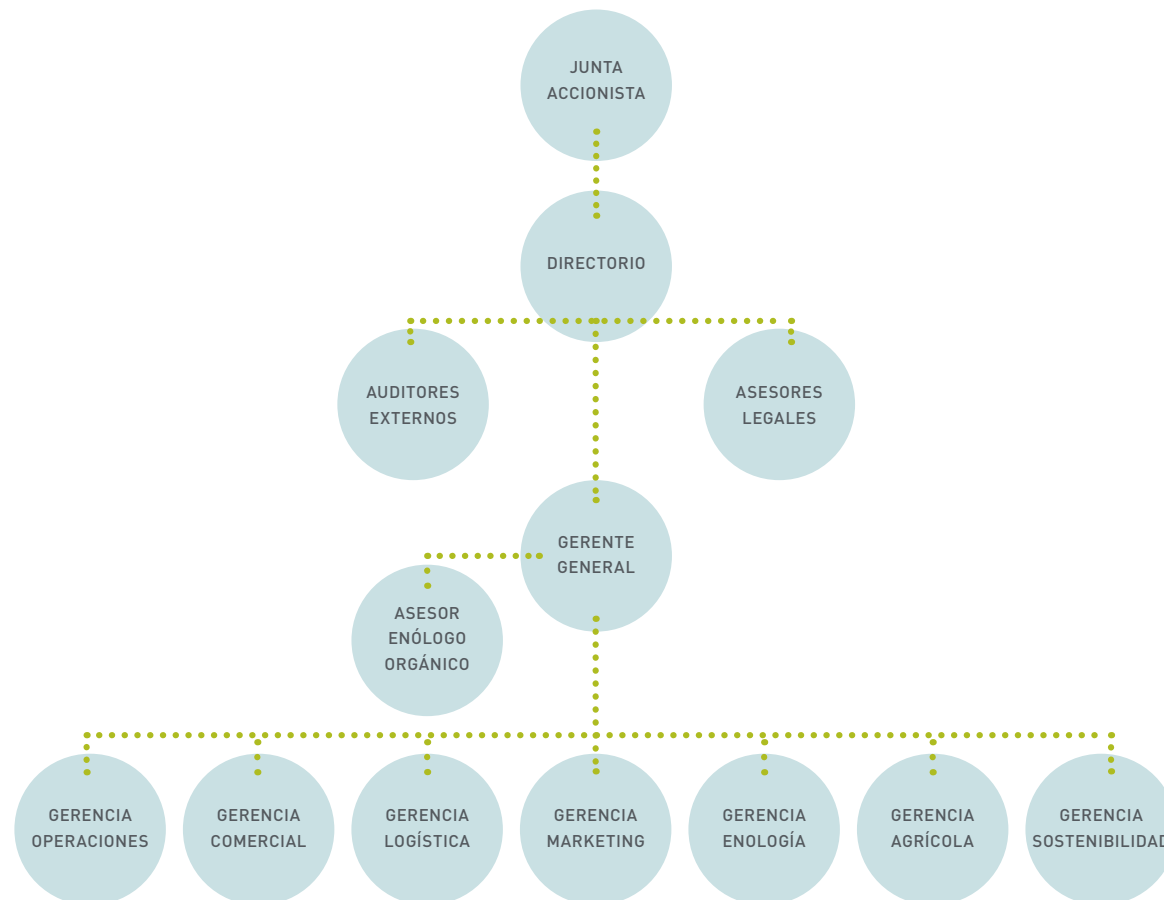 JUNTA
ACCIONISTA
DIRECTORIO
AUDITORES
EXTERNOS
ASESORES
LEGALES
GERENTE
GENERAL
ASESOR
ENÓLOGO
ORGÁNICO
GERENCIA
OPERACIONES
GERENCIA
COMERCIAL
GERENCIA
LOGÍSTICA
GERENCIA
MARKETING
GERENCIA
ENOLOGÍA
GERENCIA
AGRÍCOLA
GERENCIA
SOSTENIBILIDAD